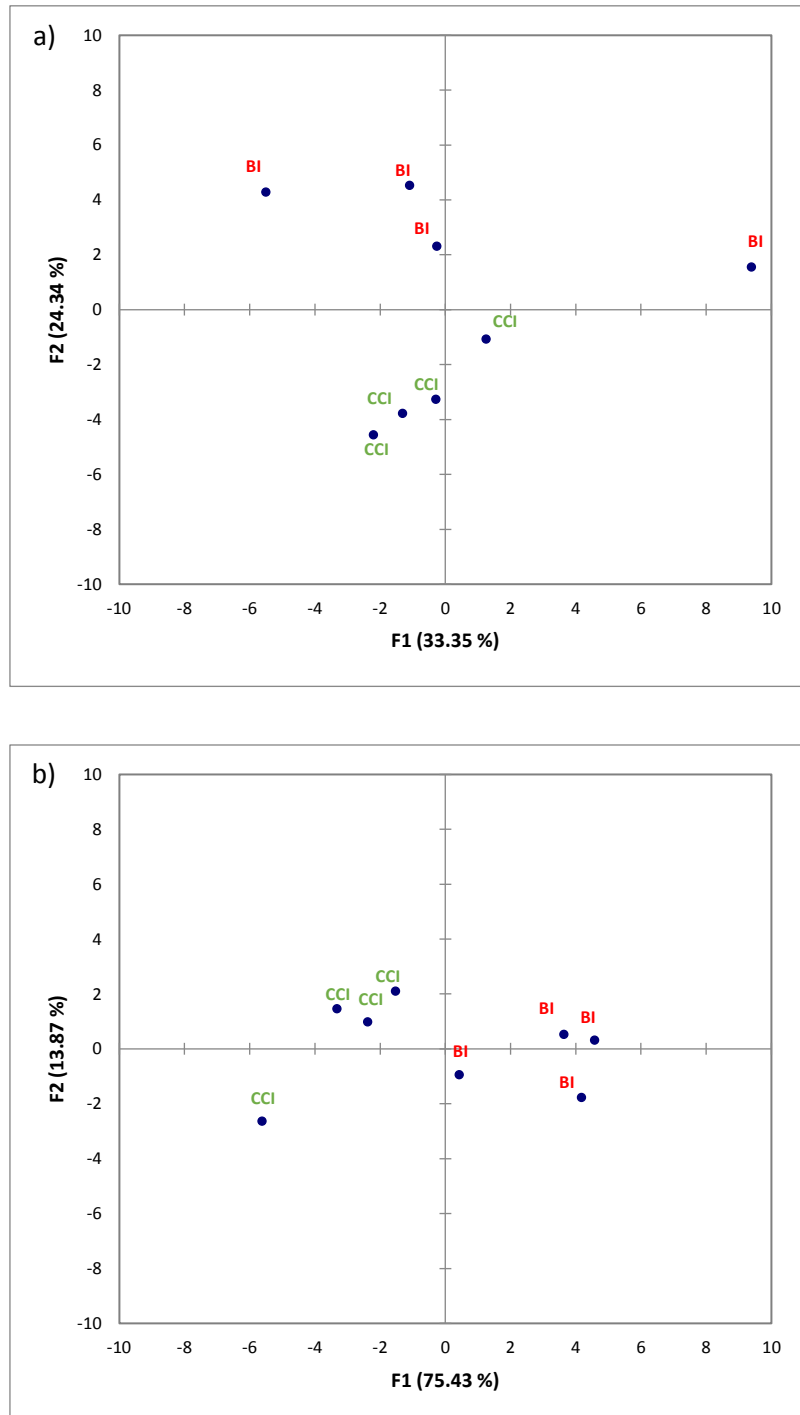 a)
10
8
6
4
2
0
-2
-4
-6
-8
-10
F2 (24.34 %)
BI
BI
BI
BI
CCI
CCI
CCI
CCI
-10 -8 -6 -4 -2 0 2 4 6 8 10
F1 (33.35 %)
b)
10
8
6
4
2
0
-2
-4
-6
-8
-10
F2 (13.87 %)
CCI
CCI
CCI
BI
BI
BI
BI
CCI
-10 -8 -6 -4 -2 0 2 4 6 8 10
F1 (75.43 %)